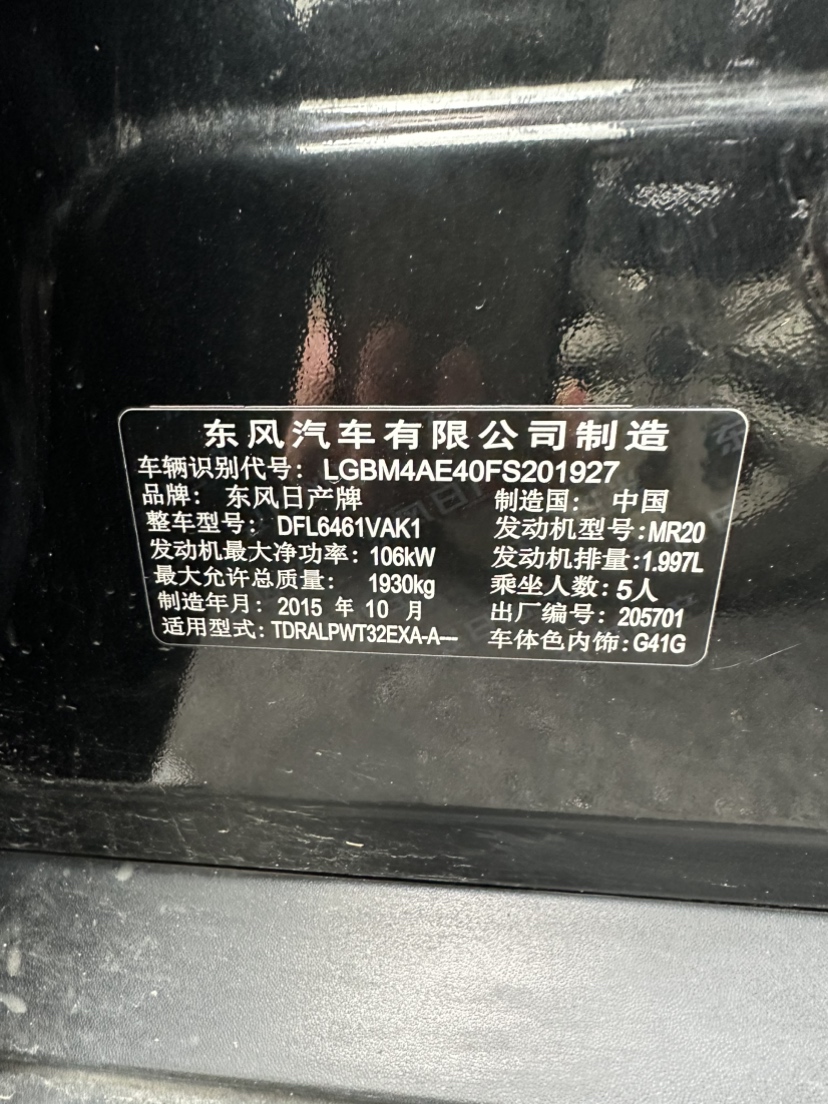 东风汽车有限公司制造
车辆识别代号：LGBM4AE40FS201927
品牌：东风日产牌 制造国：中国
整车型号：DFL6461VAK1 发动机型号:MR20
发动机最大净功率：106kW 发动机排量:1.997L
最大允许总质量：1930kg 乘坐人数:5人
制造年月：2015 年 10 月 出厂编号：205701
适用型式:TDRALPWT32EXA-A--- 车体色内饰:G41G